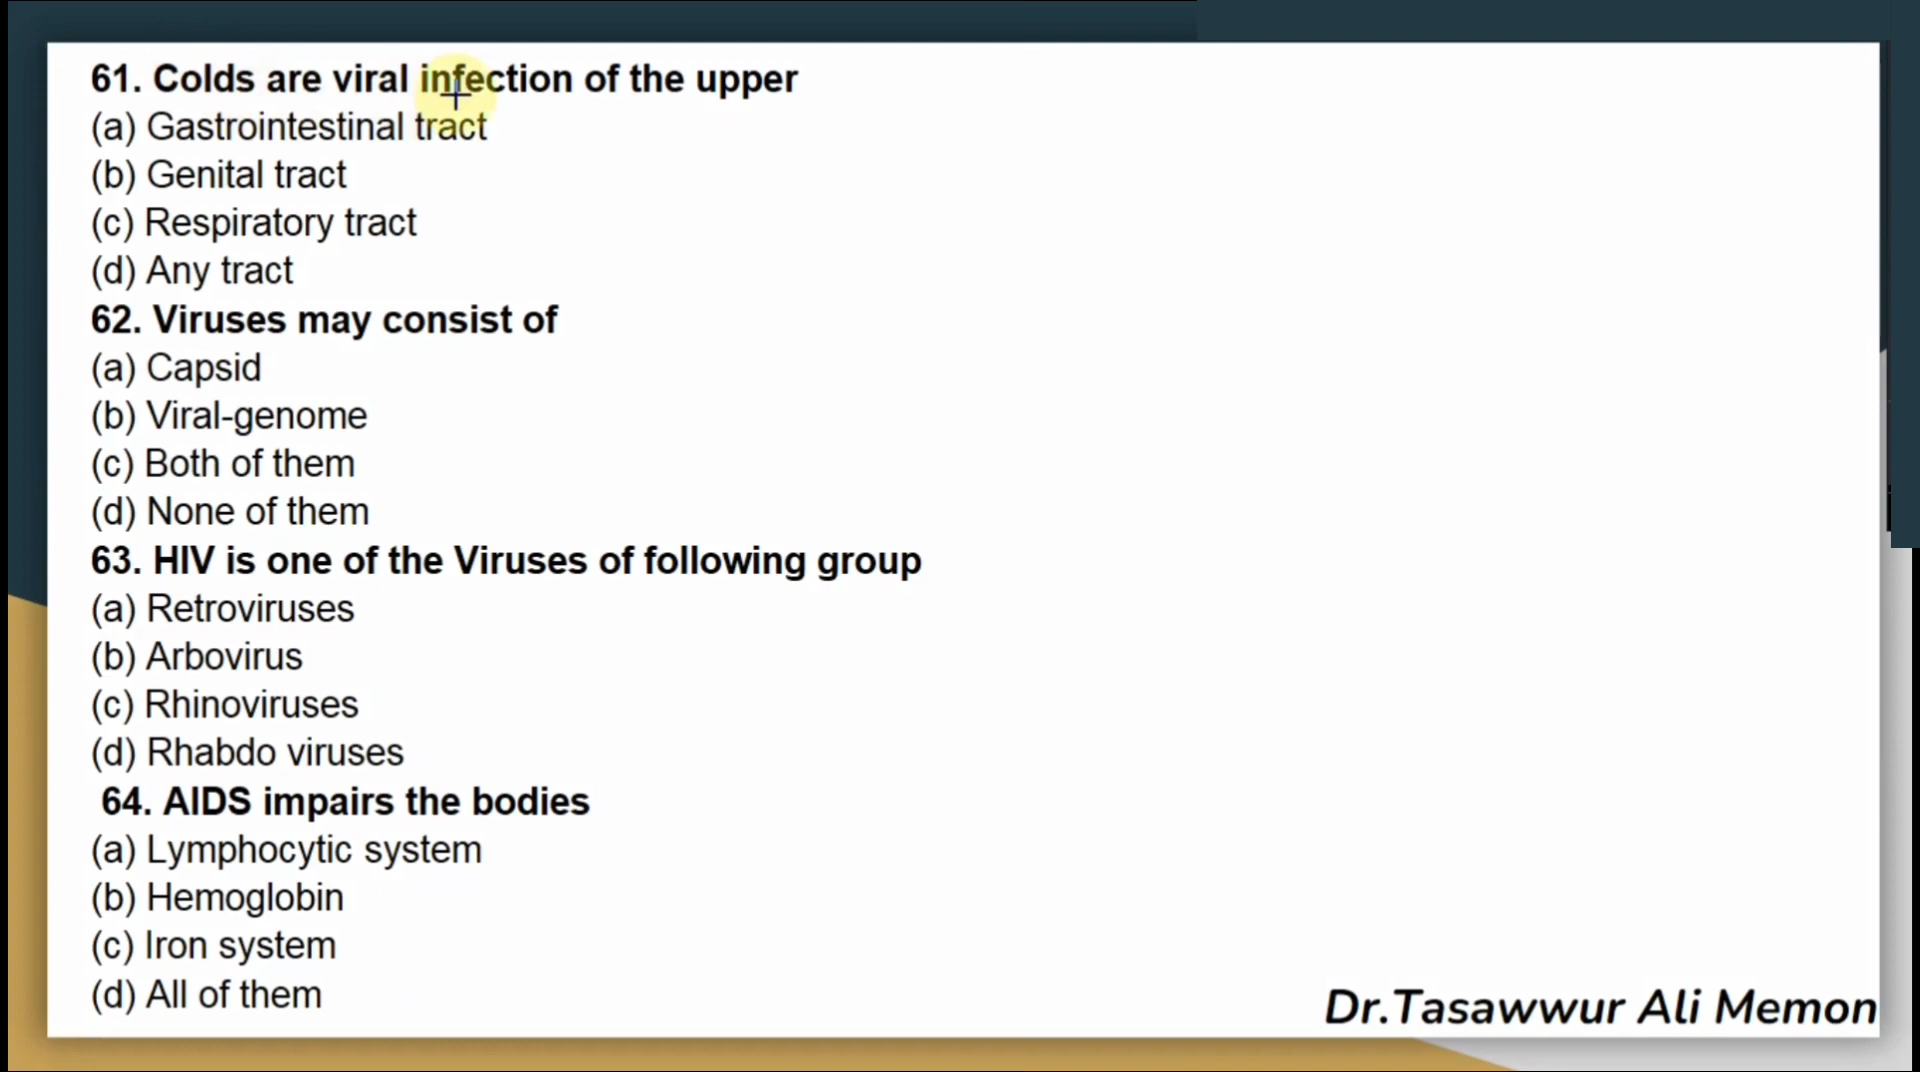 61. Colds are viral infection of the upper
(a) Gastrointestinal tract
(b) Genital tract
(c) Respiratory tract
(d) Any tract
62. Viruses may consist of
(a) Capsid
(b) Viral-genome
(c) Both of them
(d) None of them
63. HIV is one of the Viruses of following group
(a) Retroviruses
(b) Arbovirus
(c) Rhinoviruses
(d) Rhabdo viruses
64. AIDS impairs the bodies
(a) Lymphocytic system
(b) Hemoglobin
(c) Iron system
(d) All of them
Dr.Tasawwur Ali Memon